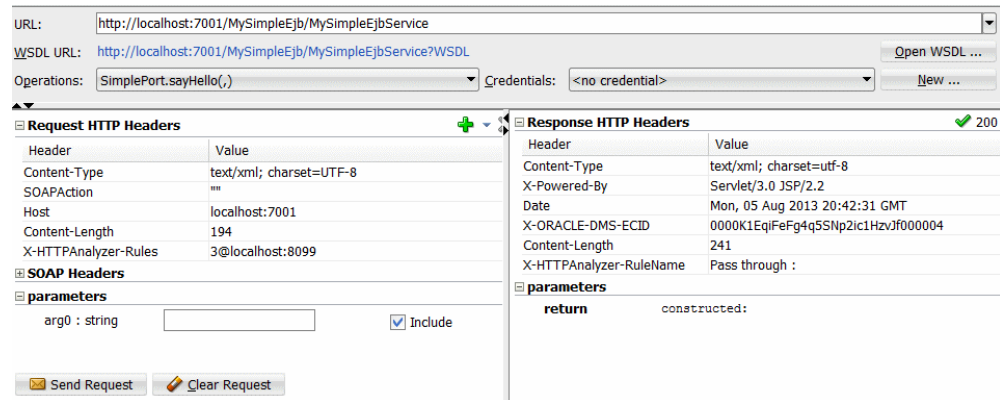 URL: http://localhost:7001/MySimpleEjb/MySimpleEjbService
WSDL URL: http://localhost:7001/MySimpleEjb/MySimpleEjbService?WSDL Open WSDL ...
Operations: SimplePort.sayHello(,) Credentials: <no credential> New ...
Request HTTP Headers
Header Value
Content-Type text/xml; charset=UTF-8
SOAPAction ""
Host localhost:7001
Content-Length 194
X-HTTPAnalyzer-Rules 3@localhost:8099
SOAP Headers
parameters
arg0 : string Include
Send Request Clear Request
Response HTTP Headers 200
Header Value
Content-Type text/xml; charset=utf-8
X-Powered-By Servlet/3.0 JSP/2.2
Date Mon, 05 Aug 2013 20:42:31 GMT
X-ORACLE-DMS-ECID 0000K1EqiFeFg4q5SNp2ic1HzvJf000004
Content-Length 241
X-HTTPAnalyzer-RuleName Pass through :
parameters
return constructed: